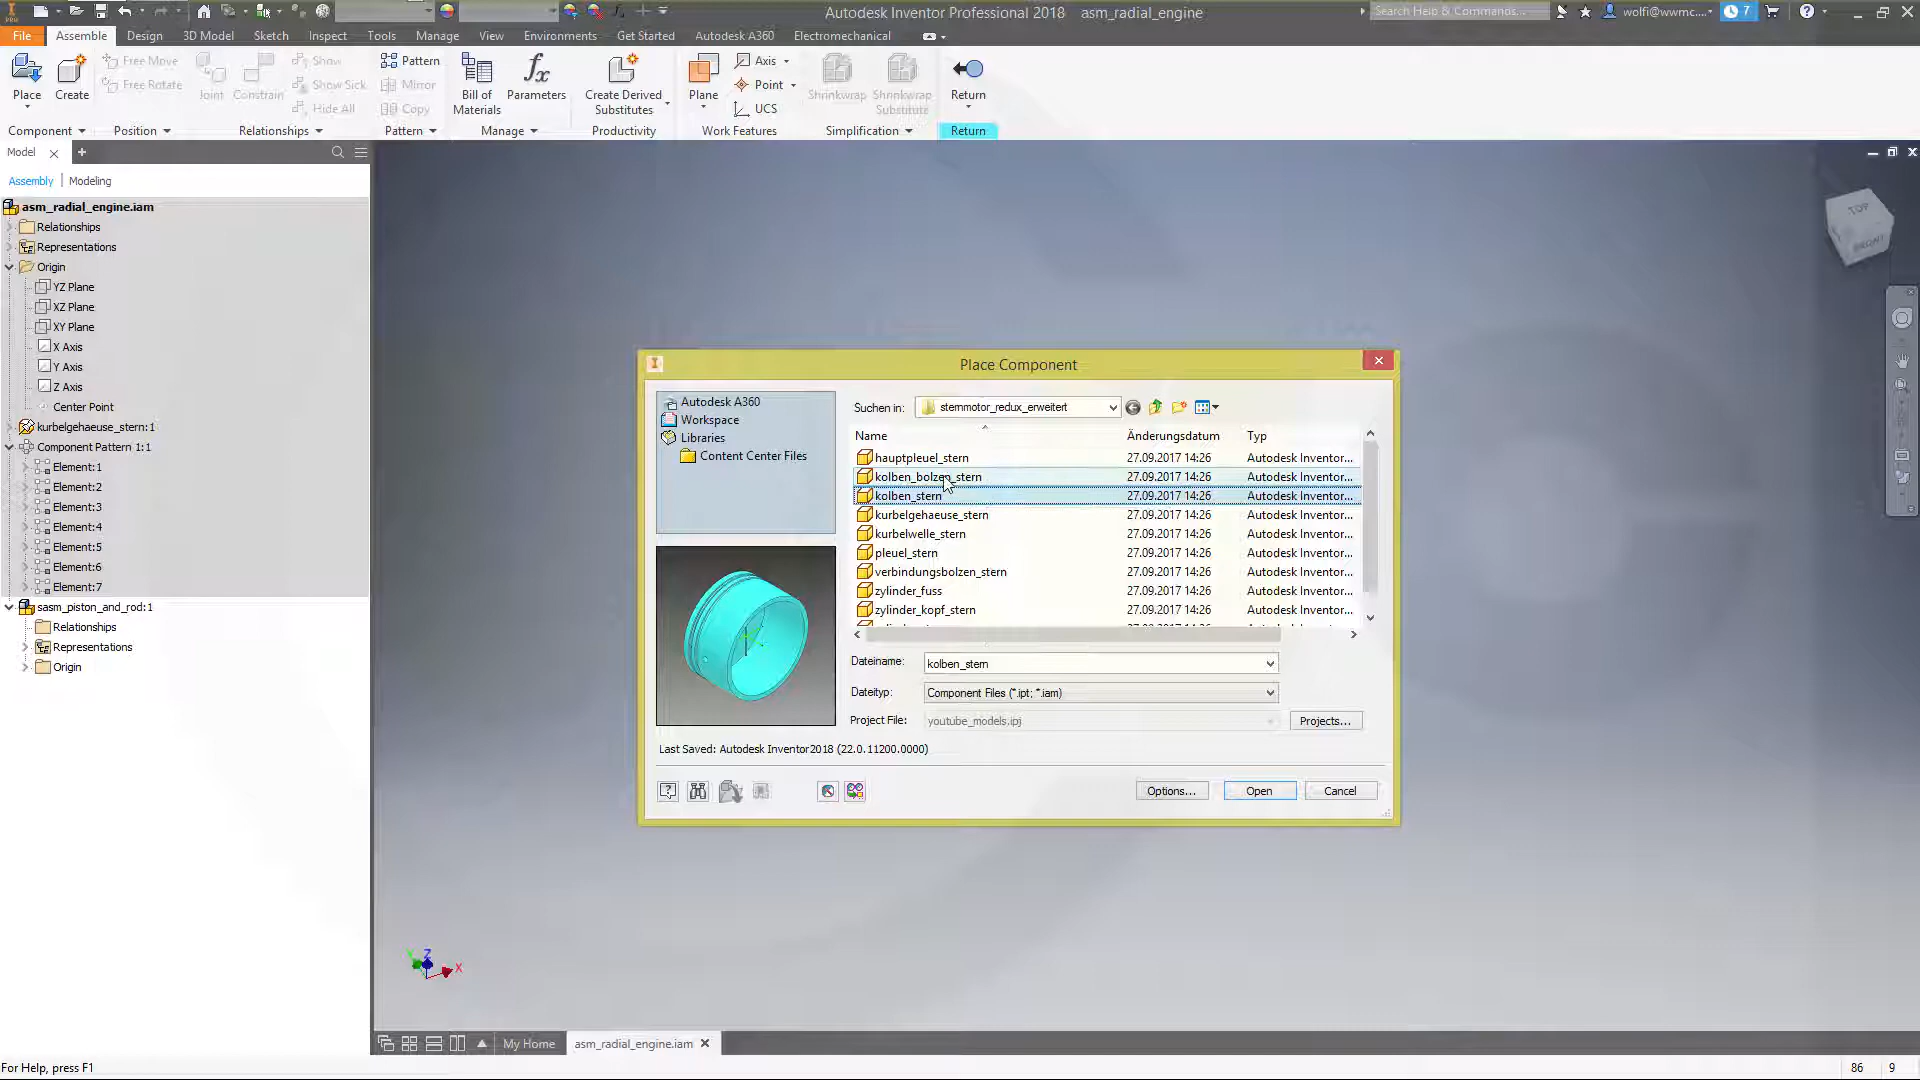 Autodesk Inventor Professional 2018 asm_radial_engine
Search Help & Commands...
wolfi@wwmc....
7
File
Assemble
Design
3D Model
Sketch
Inspect
Tools
Manage
View
Environments
Get Started
Autodesk A360
Electromechanical
Place
Create
Free Move
Free Rotate
Joint
Constrain
Show
Show Sick
Hide All
Pattern
Mirror
Copy
Bill of
Materials
fx
Parameters
Create Derived
Substitutes
Plane
Axis
Point
UCS
Shrinkwrap
Shrinkwrap
Substitute
Return
Component
Position
Relationships
Pattern
Manage
Productivity
Work Features
Simplification
Return
Model
Assembly
Modeling
asm_radial_engine.iam
Relationships
Representations
Origin
YZ Plane
XZ Plane
XY Plane
X Axis
Y Axis
Z Axis
Center Point
kurbelgehaeuse_stern:1
Component Pattern 1:1
Element:1
Element:2
Element:3
Element:4
Element:5
Element:6
Element:7
sasm_piston_and_rod:1
Relationships
Representations
Origin
TOP
FRONT
Place Component
Autodesk A360
Workspace
Libraries
Content Center Files
Suchen in:
sternmotor_redux_erweitert
Name Änderungsdatum Typ
hauptpleuel_stern 27.09.2017 14:26 Autodesk Inventor...
kolben_bolzen_stern 27.09.2017 14:26 Autodesk Inventor...
kolben_stern 27.09.2017 14:26 Autodesk Inventor...
kurbelgehaeuse_stern 27.09.2017 14:26 Autodesk Inventor...
kurbelwelle_stern 27.09.2017 14:26 Autodesk Inventor...
pleuel_stern 27.09.2017 14:26 Autodesk Inventor...
verbindungsbolzen_stern 27.09.2017 14:26 Autodesk Inventor...
zylinder_fuss 27.09.2017 14:26 Autodesk Inventor...
zylinder_kopf_stern 27.09.2017 14:26 Autodesk Inventor...
Dateiname: kolben_stern
Dateityp: Component Files (*.ipt; *.iam)
Project File: youtube_models.ipj
Projects...
Last Saved: Autodesk Inventor2018 (22.0.11200.0000)
Options...
Open
Cancel
Y
Z
X
My Home
asm_radial_engine.iam
For Help, press F1
86
9